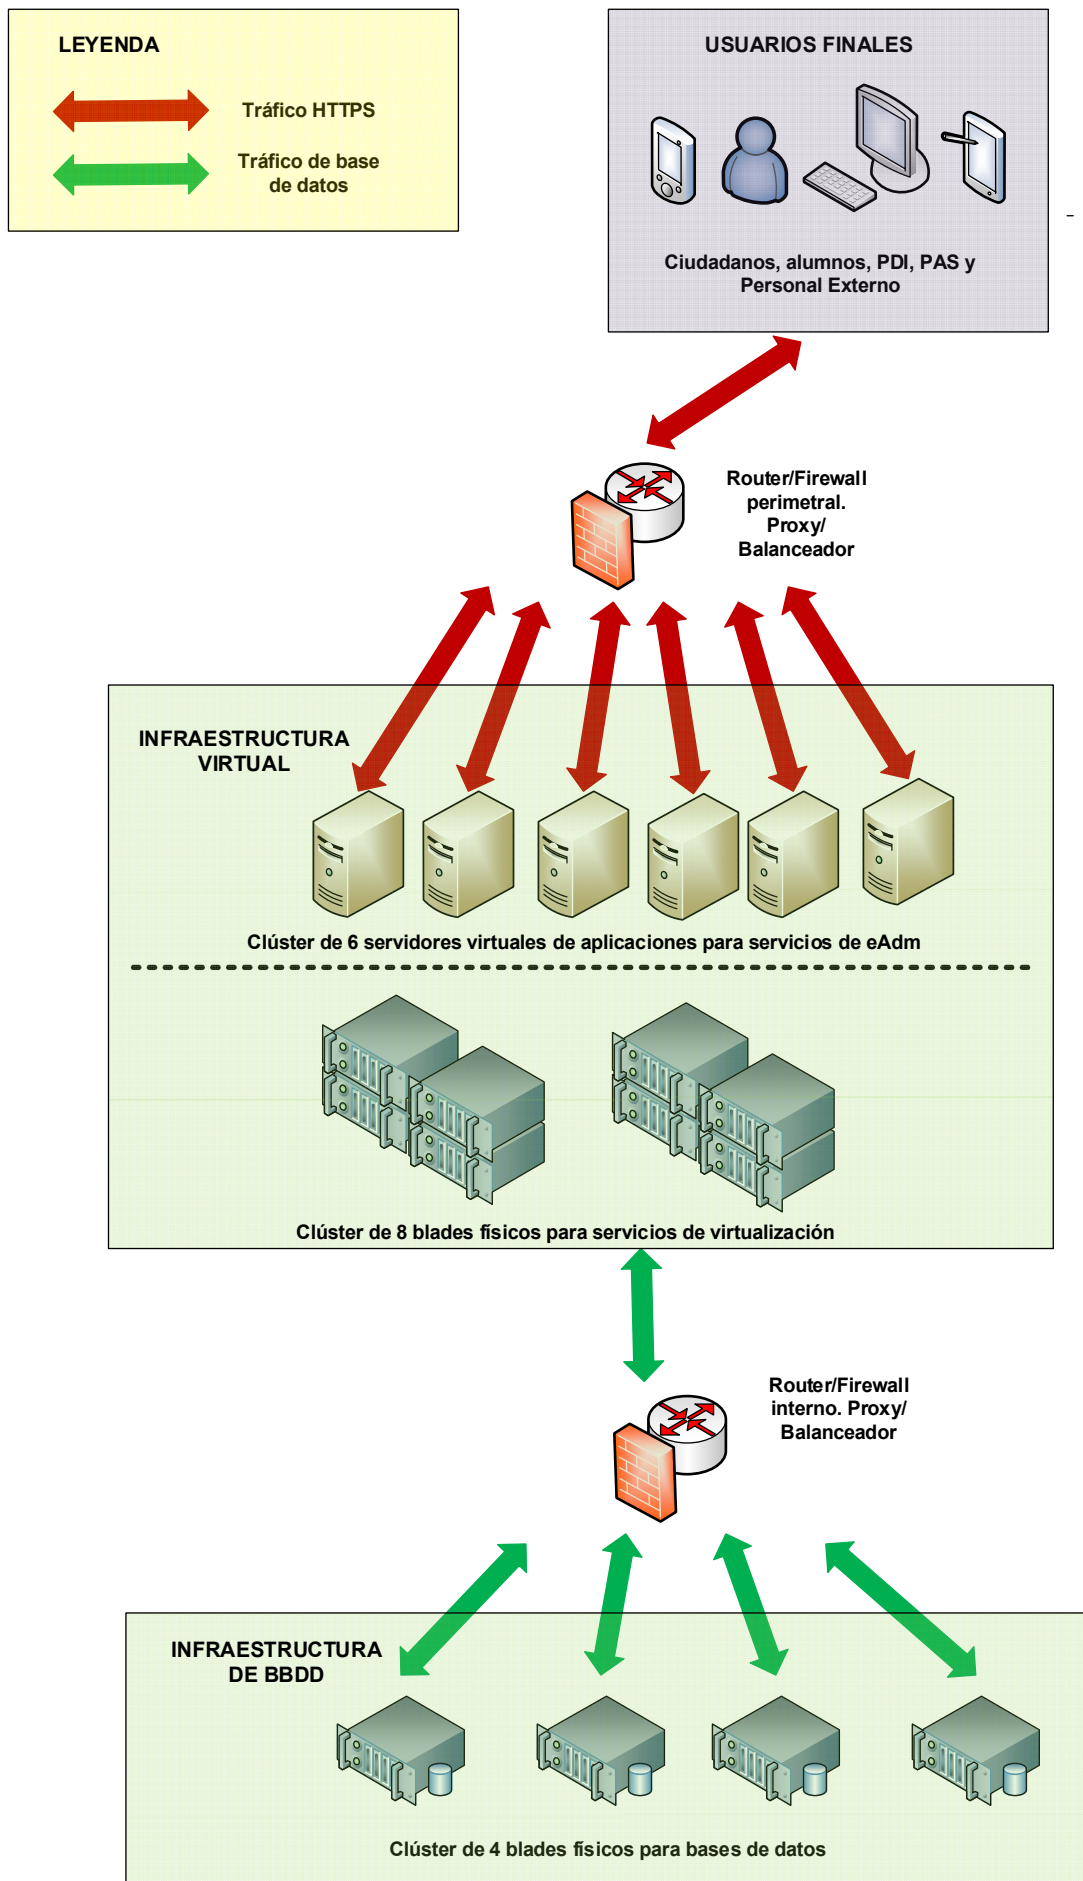 LEYENDA
Tráfico HTTPS
Tráfico de base
de datos
USUARIOS FINALES
Ciudadanos, alumnos, PDI, PAS y
Personal Externo
Router/Firewall
perimetral.
Proxy/
Balanceador
INFRAESTRUCTURA
VIRTUAL
Clúster de 6 servidores virtuales de aplicaciones para servicios de eAdm
Clúster de 8 blades físicos para servicios de virtualización
Router/Firewall
interno. Proxy/
Balanceador
INFRAESTRUCTURA
DE BBDD
Clúster de 4 blades físicos para bases de datos